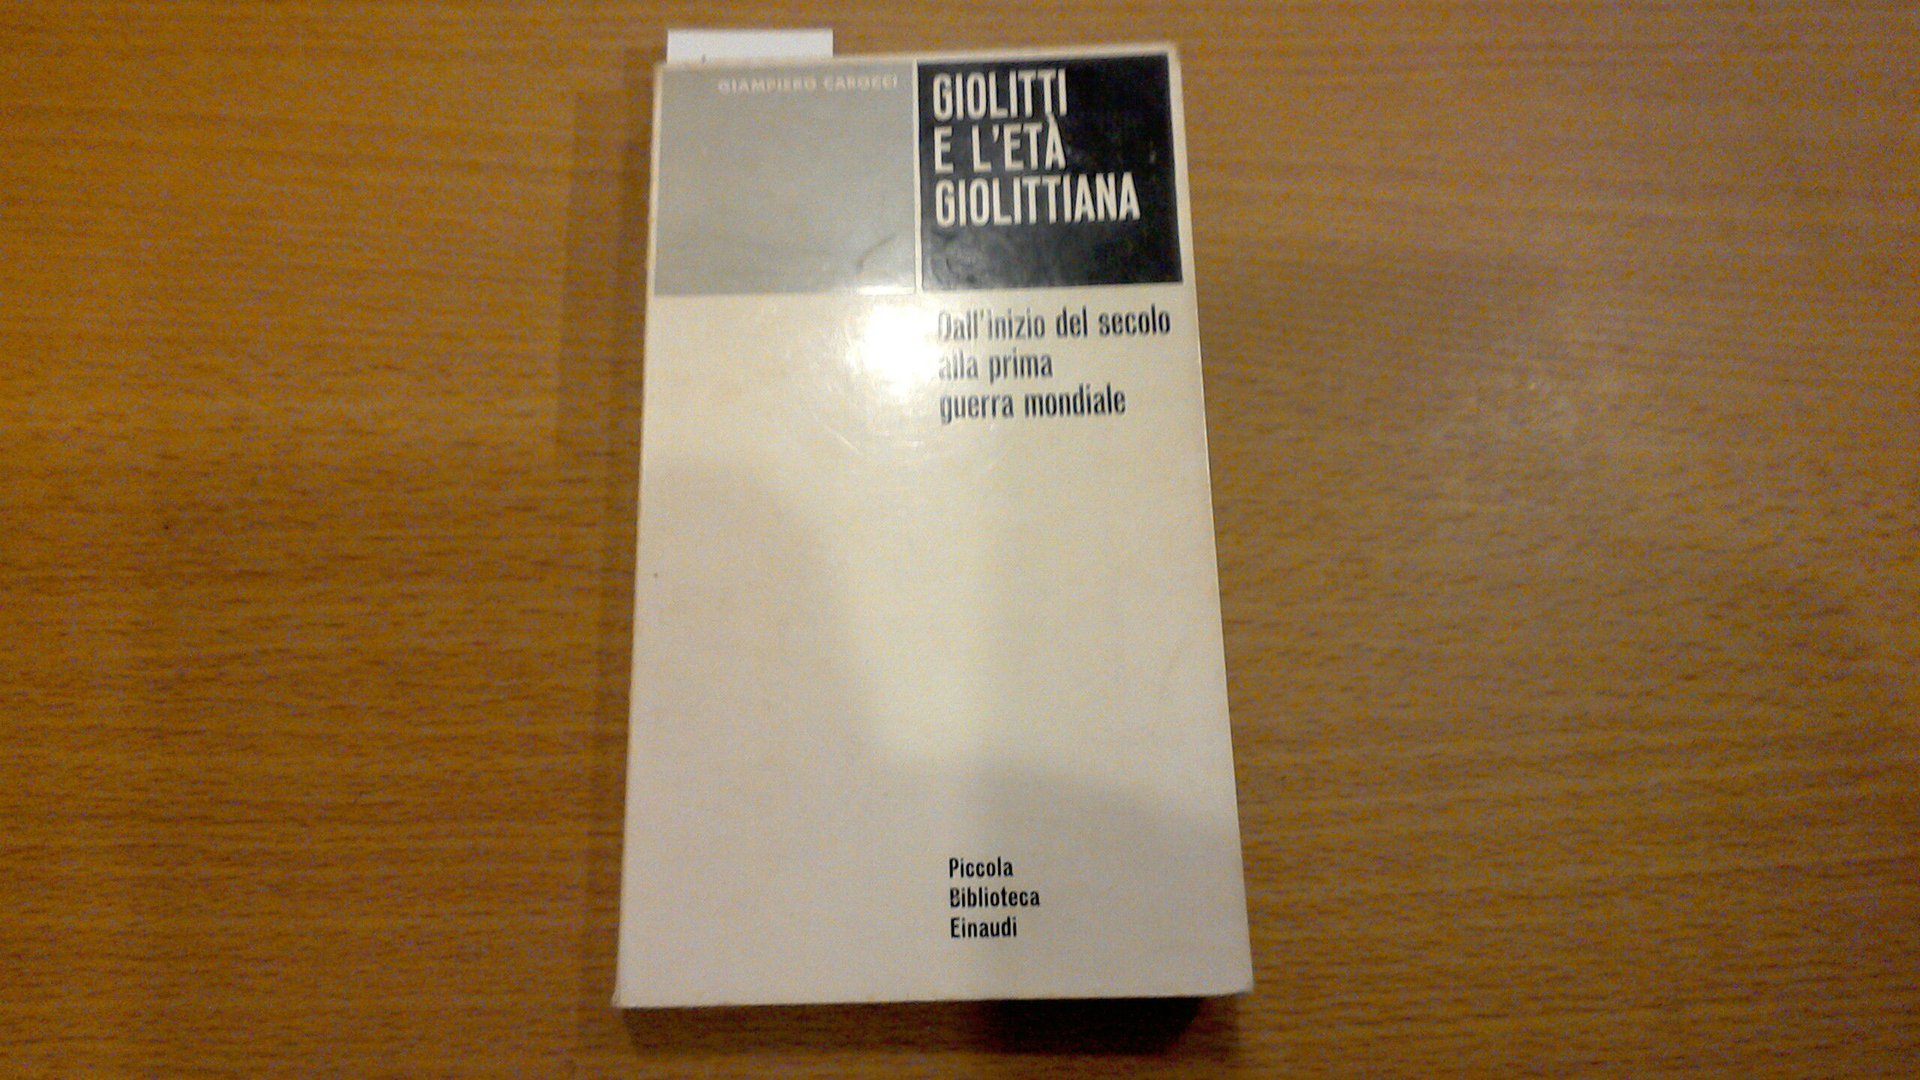 GIAMPIERO CAROCCI
GIOLITTI
E L'ETÀ
GIOLITTIANA
Dall'inizio del secolo
alla prima
guerra mondiale
Piccola
Biblioteca
Einaudi